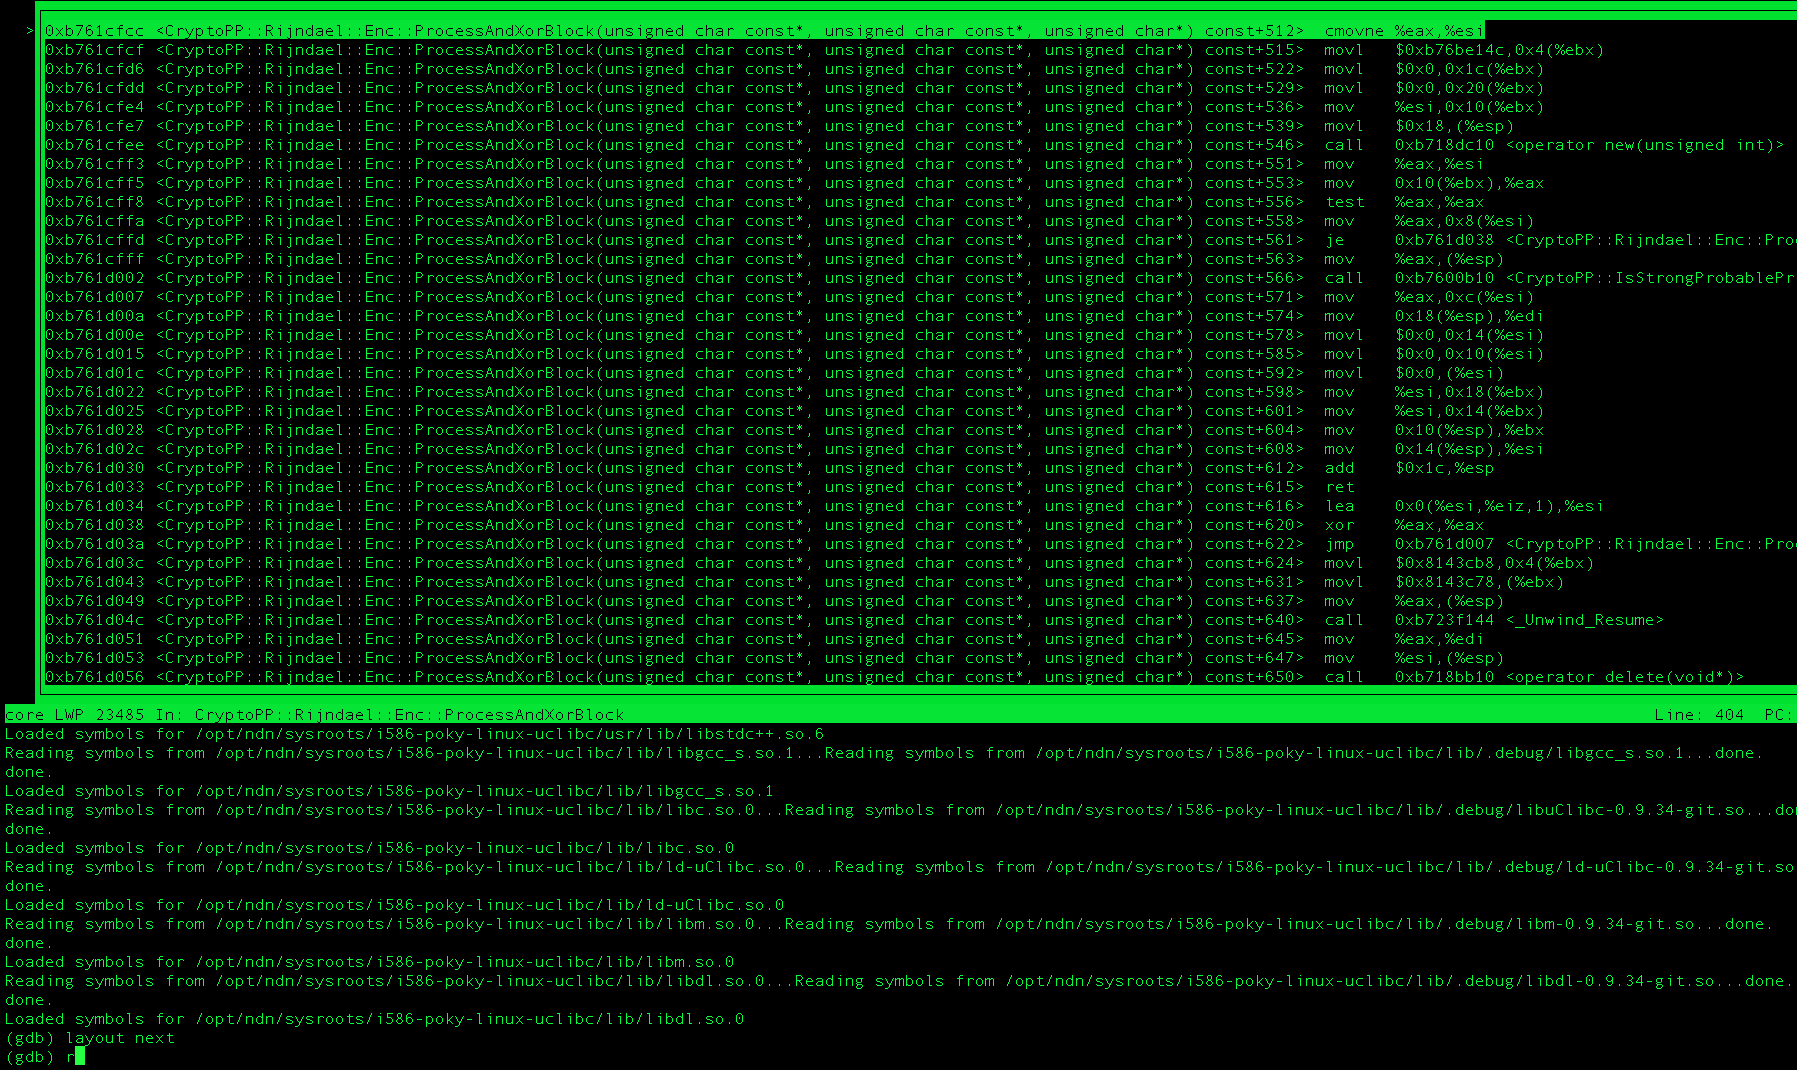 > 0xb761cfcc <CryptoPP::Rijndael::Enc::ProcessAndXorBlock(unsigned char const*, unsigned char const*, unsigned char*) const+512> cmovne %eax,%esi
0xb761cfcf <CryptoPP::Rijndael::Enc::ProcessAndXorBlock(unsigned char const*, unsigned char const*, unsigned char*) const+515> movl $0xb76be14c,0x4(%ebx)
0xb761cfd6 <CryptoPP::Rijndael::Enc::ProcessAndXorBlock(unsigned char const*, unsigned char const*, unsigned char*) const+522> movl $0x0,0x1c(%ebx)
0xb761cfdd <CryptoPP::Rijndael::Enc::ProcessAndXorBlock(unsigned char const*, unsigned char const*, unsigned char*) const+529> movl $0x0,0x20(%ebx)
0xb761cfe4 <CryptoPP::Rijndael::Enc::ProcessAndXorBlock(unsigned char const*, unsigned char const*, unsigned char*) const+536> mov %esi,0x10(%ebx)
0xb761cfe7 <CryptoPP::Rijndael::Enc::ProcessAndXorBlock(unsigned char const*, unsigned char const*, unsigned char*) const+539> movl $0x18,(%esp)
0xb761cfee <CryptoPP::Rijndael::Enc::ProcessAndXorBlock(unsigned char const*, unsigned char const*, unsigned char*) const+546> call 0xb718dc10 <operator new(unsigned int)>
0xb761cff3 <CryptoPP::Rijndael::Enc::ProcessAndXorBlock(unsigned char const*, unsigned char const*, unsigned char*) const+551> mov %eax,%esi
0xb761cff5 <CryptoPP::Rijndael::Enc::ProcessAndXorBlock(unsigned char const*, unsigned char const*, unsigned char*) const+553> mov 0x10(%ebx),%eax
0xb761cff8 <CryptoPP::Rijndael::Enc::ProcessAndXorBlock(unsigned char const*, unsigned char const*, unsigned char*) const+556> test %eax,%eax
0xb761cffa <CryptoPP::Rijndael::Enc::ProcessAndXorBlock(unsigned char const*, unsigned char const*, unsigned char*) const+558> mov %eax,0x8(%esi)
0xb761cffd <CryptoPP::Rijndael::Enc::ProcessAndXorBlock(unsigned char const*, unsigned char const*, unsigned char*) const+561> je 0xb761d038 <CryptoPP::Rijndael::Enc::Pro
0xb761cfff <CryptoPP::Rijndael::Enc::ProcessAndXorBlock(unsigned char const*, unsigned char const*, unsigned char*) const+563> mov %eax,(%esp)
0xb761d002 <CryptoPP::Rijndael::Enc::ProcessAndXorBlock(unsigned char const*, unsigned char const*, unsigned char*) const+566> call 0xb7600b10 <CryptoPP::IsStrongProbablePr
0xb761d007 <CryptoPP::Rijndael::Enc::ProcessAndXorBlock(unsigned char const*, unsigned char const*, unsigned char*) const+571> mov %eax,0xc(%esi)
0xb761d00a <CryptoPP::Rijndael::Enc::ProcessAndXorBlock(unsigned char const*, unsigned char const*, unsigned char*) const+574> mov 0x18(%esp),%edi
0xb761d00e <CryptoPP::Rijndael::Enc::ProcessAndXorBlock(unsigned char const*, unsigned char const*, unsigned char*) const+578> movl $0x0,0x14(%esi)
0xb761d015 <CryptoPP::Rijndael::Enc::ProcessAndXorBlock(unsigned char const*, unsigned char const*, unsigned char*) const+585> movl $0x0,0x10(%esi)
0xb761d01c <CryptoPP::Rijndael::Enc::ProcessAndXorBlock(unsigned char const*, unsigned char const*, unsigned char*) const+592> movl $0x0,(%esi)
0xb761d022 <CryptoPP::Rijndael::Enc::ProcessAndXorBlock(unsigned char const*, unsigned char const*, unsigned char*) const+598> mov %esi,0x18(%ebx)
0xb761d025 <CryptoPP::Rijndael::Enc::ProcessAndXorBlock(unsigned char const*, unsigned char const*, unsigned char*) const+601> mov %esi,0x14(%ebx)
0xb761d028 <CryptoPP::Rijndael::Enc::ProcessAndXorBlock(unsigned char const*, unsigned char const*, unsigned char*) const+604> mov 0x10(%esp),%ebx
0xb761d02c <CryptoPP::Rijndael::Enc::ProcessAndXorBlock(unsigned char const*, unsigned char const*, unsigned char*) const+608> mov 0x14(%esp),%esi
0xb761d030 <CryptoPP::Rijndael::Enc::ProcessAndXorBlock(unsigned char const*, unsigned char const*, unsigned char*) const+612> add $0x1c,%esp
0xb761d033 <CryptoPP::Rijndael::Enc::ProcessAndXorBlock(unsigned char const*, unsigned char const*, unsigned char*) const+615> ret
0xb761d034 <CryptoPP::Rijndael::Enc::ProcessAndXorBlock(unsigned char const*, unsigned char const*, unsigned char*) const+616> lea 0x0(%esi,%eiz,1),%esi
0xb761d038 <CryptoPP::Rijndael::Enc::ProcessAndXorBlock(unsigned char const*, unsigned char const*, unsigned char*) const+620> xor %eax,%eax
0xb761d03a <CryptoPP::Rijndael::Enc::ProcessAndXorBlock(unsigned char const*, unsigned char const*, unsigned char*) const+622> jmp 0xb761d007 <CryptoPP::Rijndael::Enc::Pro
0xb761d03c <CryptoPP::Rijndael::Enc::ProcessAndXorBlock(unsigned char const*, unsigned char const*, unsigned char*) const+624> movl $0x8143cb8,0x4(%ebx)
0xb761d043 <CryptoPP::Rijndael::Enc::ProcessAndXorBlock(unsigned char const*, unsigned char const*, unsigned char*) const+631> movl $0x8143c78,(%ebx)
0xb761d049 <CryptoPP::Rijndael::Enc::ProcessAndXorBlock(unsigned char const*, unsigned char const*, unsigned char*) const+637> mov %eax,(%esp)
0xb761d04c <CryptoPP::Rijndael::Enc::ProcessAndXorBlock(unsigned char const*, unsigned char const*, unsigned char*) const+640> call 0xb723f144 <_Unwind_Resume>
0xb761d051 <CryptoPP::Rijndael::Enc::ProcessAndXorBlock(unsigned char const*, unsigned char const*, unsigned char*) const+645> mov %eax,%edi
0xb761d053 <CryptoPP::Rijndael::Enc::ProcessAndXorBlock(unsigned char const*, unsigned char const*, unsigned char*) const+647> mov %esi,(%esp)
0xb761d056 <CryptoPP::Rijndael::Enc::ProcessAndXorBlock(unsigned char const*, unsigned char const*, unsigned char*) const+650> call 0xb718bb10 <operator delete(void*)>
core LWP 23485 In: CryptoPP::Rijndael::Enc::ProcessAndXorBlock Line: 404 PC:
Loaded symbols for /opt/ndn/sysroots/i586-poky-linux-uclibc/usr/lib/libstdc++.so.6
Reading symbols from /opt/ndn/sysroots/i586-poky-linux-uclibc/lib/libgcc_s.so.1...Reading symbols from /opt/ndn/sysroots/i586-poky-linux-uclibc/lib/.debug/libgcc_s.so.1...done.
done.
Loaded symbols for /opt/ndn/sysroots/i586-poky-linux-uclibc/lib/libgcc_s.so.1
Reading symbols from /opt/ndn/sysroots/i586-poky-linux-uclibc/lib/libc.so.0...Reading symbols from /opt/ndn/sysroots/i586-poky-linux-uclibc/lib/.debug/libuClibc-0.9.34-git.so...do
done.
Loaded symbols for /opt/ndn/sysroots/i586-poky-linux-uclibc/lib/libc.so.0
Reading symbols from /opt/ndn/sysroots/i586-poky-linux-uclibc/lib/ld-uClibc.so.0...Reading symbols from /opt/ndn/sysroots/i586-poky-linux-uclibc/lib/.debug/ld-uClibc-0.9.34-git.so
done.
Loaded symbols for /opt/ndn/sysroots/i586-poky-linux-uclibc/lib/ld-uClibc.so.0
Reading symbols from /opt/ndn/sysroots/i586-poky-linux-uclibc/lib/libm.so.0...Reading symbols from /opt/ndn/sysroots/i586-poky-linux-uclibc/lib/.debug/libm-0.9.34-git.so...done.
done.
Loaded symbols for /opt/ndn/sysroots/i586-poky-linux-uclibc/lib/libm.so.0
Reading symbols from /opt/ndn/sysroots/i586-poky-linux-uclibc/lib/libdl.so.0...Reading symbols from /opt/ndn/sysroots/i586-poky-linux-uclibc/lib/.debug/libdl-0.9.34-git.so...done.
done.
Loaded symbols for /opt/ndn/sysroots/i586-poky-linux-uclibc/lib/libdl.so.0
(gdb) layout next
(gdb) r